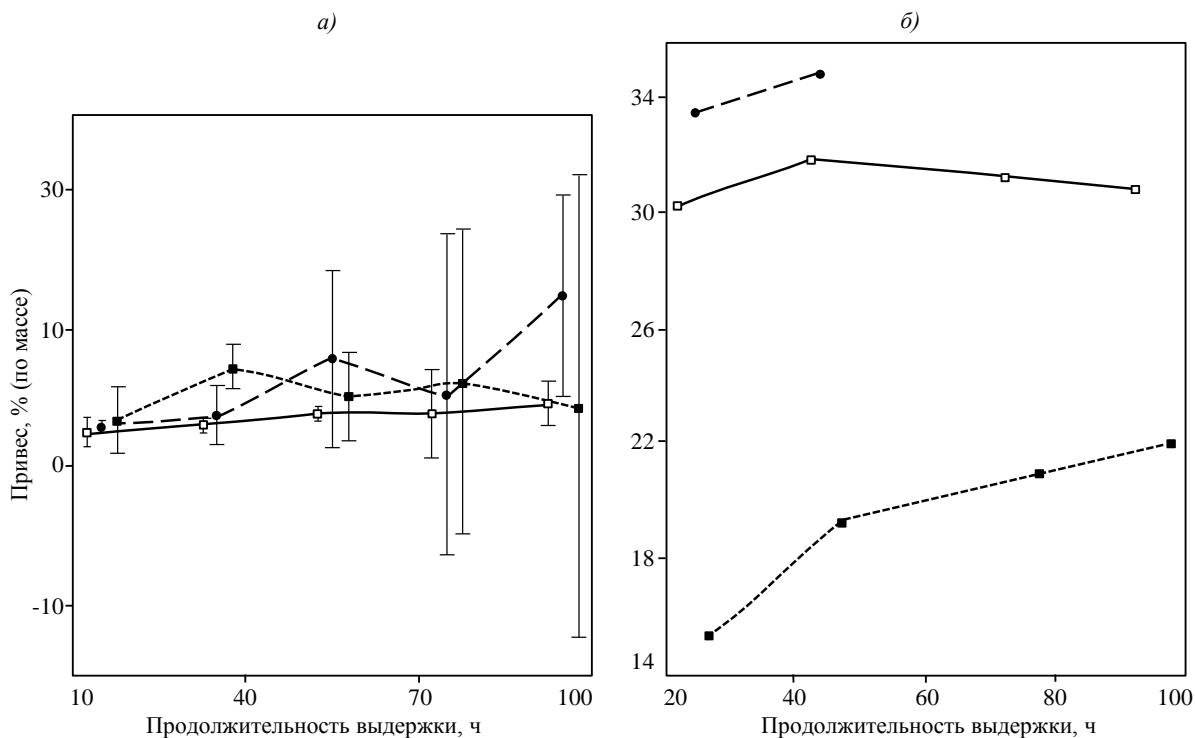 а)
30
10
0
-10
Привес, % (по массе)
10 40 70 100
Продолжительность выдержки, ч
б)
34
30
26
22
18
14
20 40 60 80 100
Продолжительность выдержки, ч